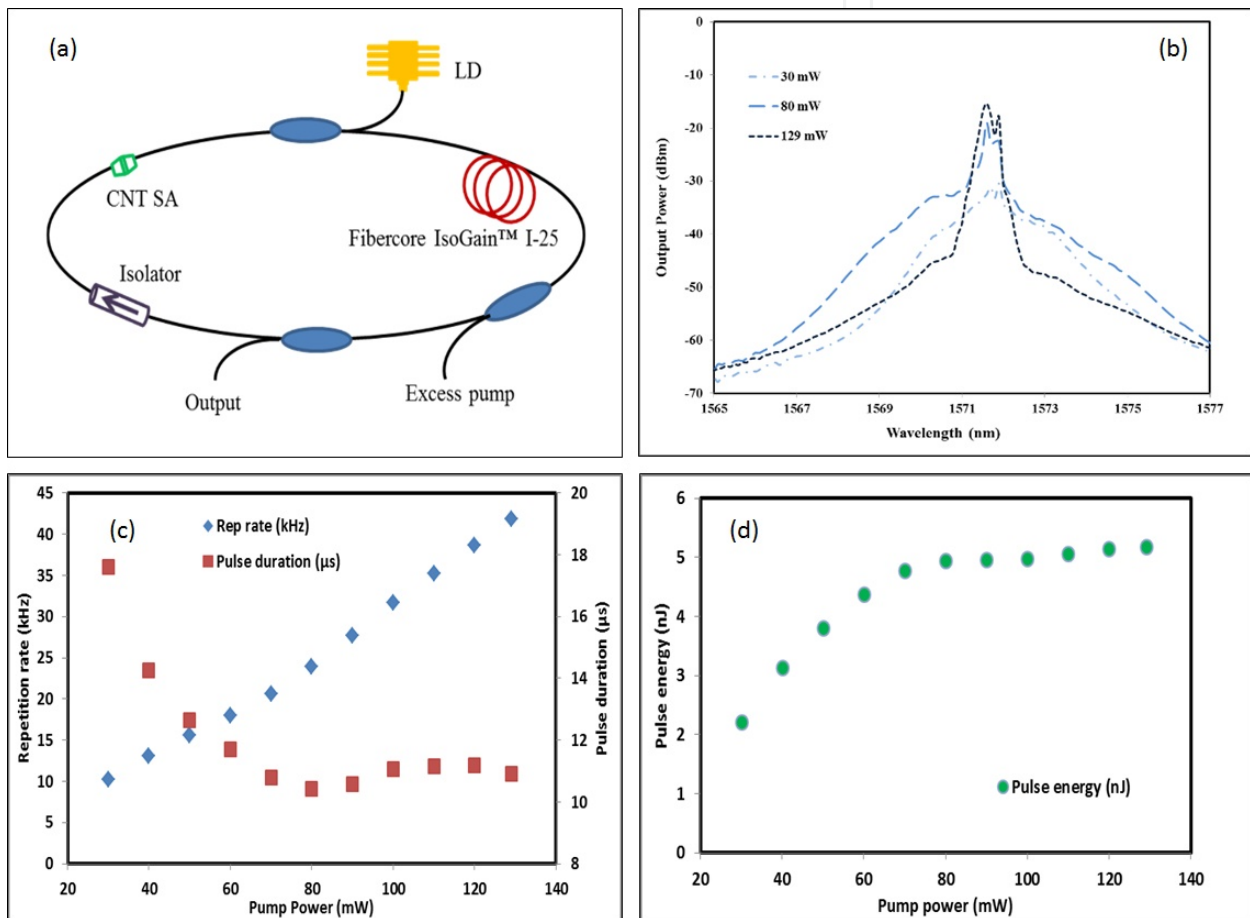 (a)
LD
CNT SA
Fibercore IsoGain™ I-25
Isolator
Output
Excess pump
(b)
0
-10
-20
-30
-40
-50
-60
-70
Output Power (dBm)
30 mW
80 mW
129 mW
1565
1567
1569
1571
1573
1575
1577
Wavelength (nm)
(c)
45
40
35
30
25
20
15
10
5
0
Repetition rate (kHz)
Rep rate (kHz)
Pulse duration (µs)
20
18
16
14
12
10
8
Pulse duration (µs)
20
40
60
80
100
120
140
Pump Power (mW)
(d)
6
5
4
3
2
1
0
Pulse energy (nJ)
Pulse energy (nJ)
20
40
60
80
100
120
140
Pump power (mW)